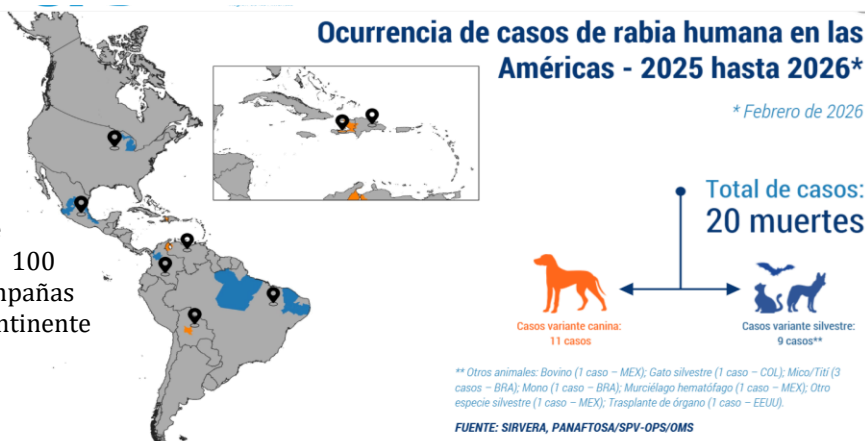 Ocurrencia de casos de rabia humana en las
Américas - 2025 hasta 2026*
* Febrero de 2026
Total de casos:
20 muertes
100
mpañas
ntinente
Casos variante canina:
11 casos
Casos variante silvestre:
9 casos**
** Otros animales: Bovino (1 caso – MEX); Gato silvestre (1 caso – COL); Mico/Tití (3
casos – BRA); Mono (1 caso – BRA); Murciélago hematófago (1 caso – MEX); Otro
especie silvestre (1 caso – MEX); Trasplante de órgano (1 caso – EEUU).
FUENTE: SIRVERA, PANAFTOSA/SPV-OPS/OMS